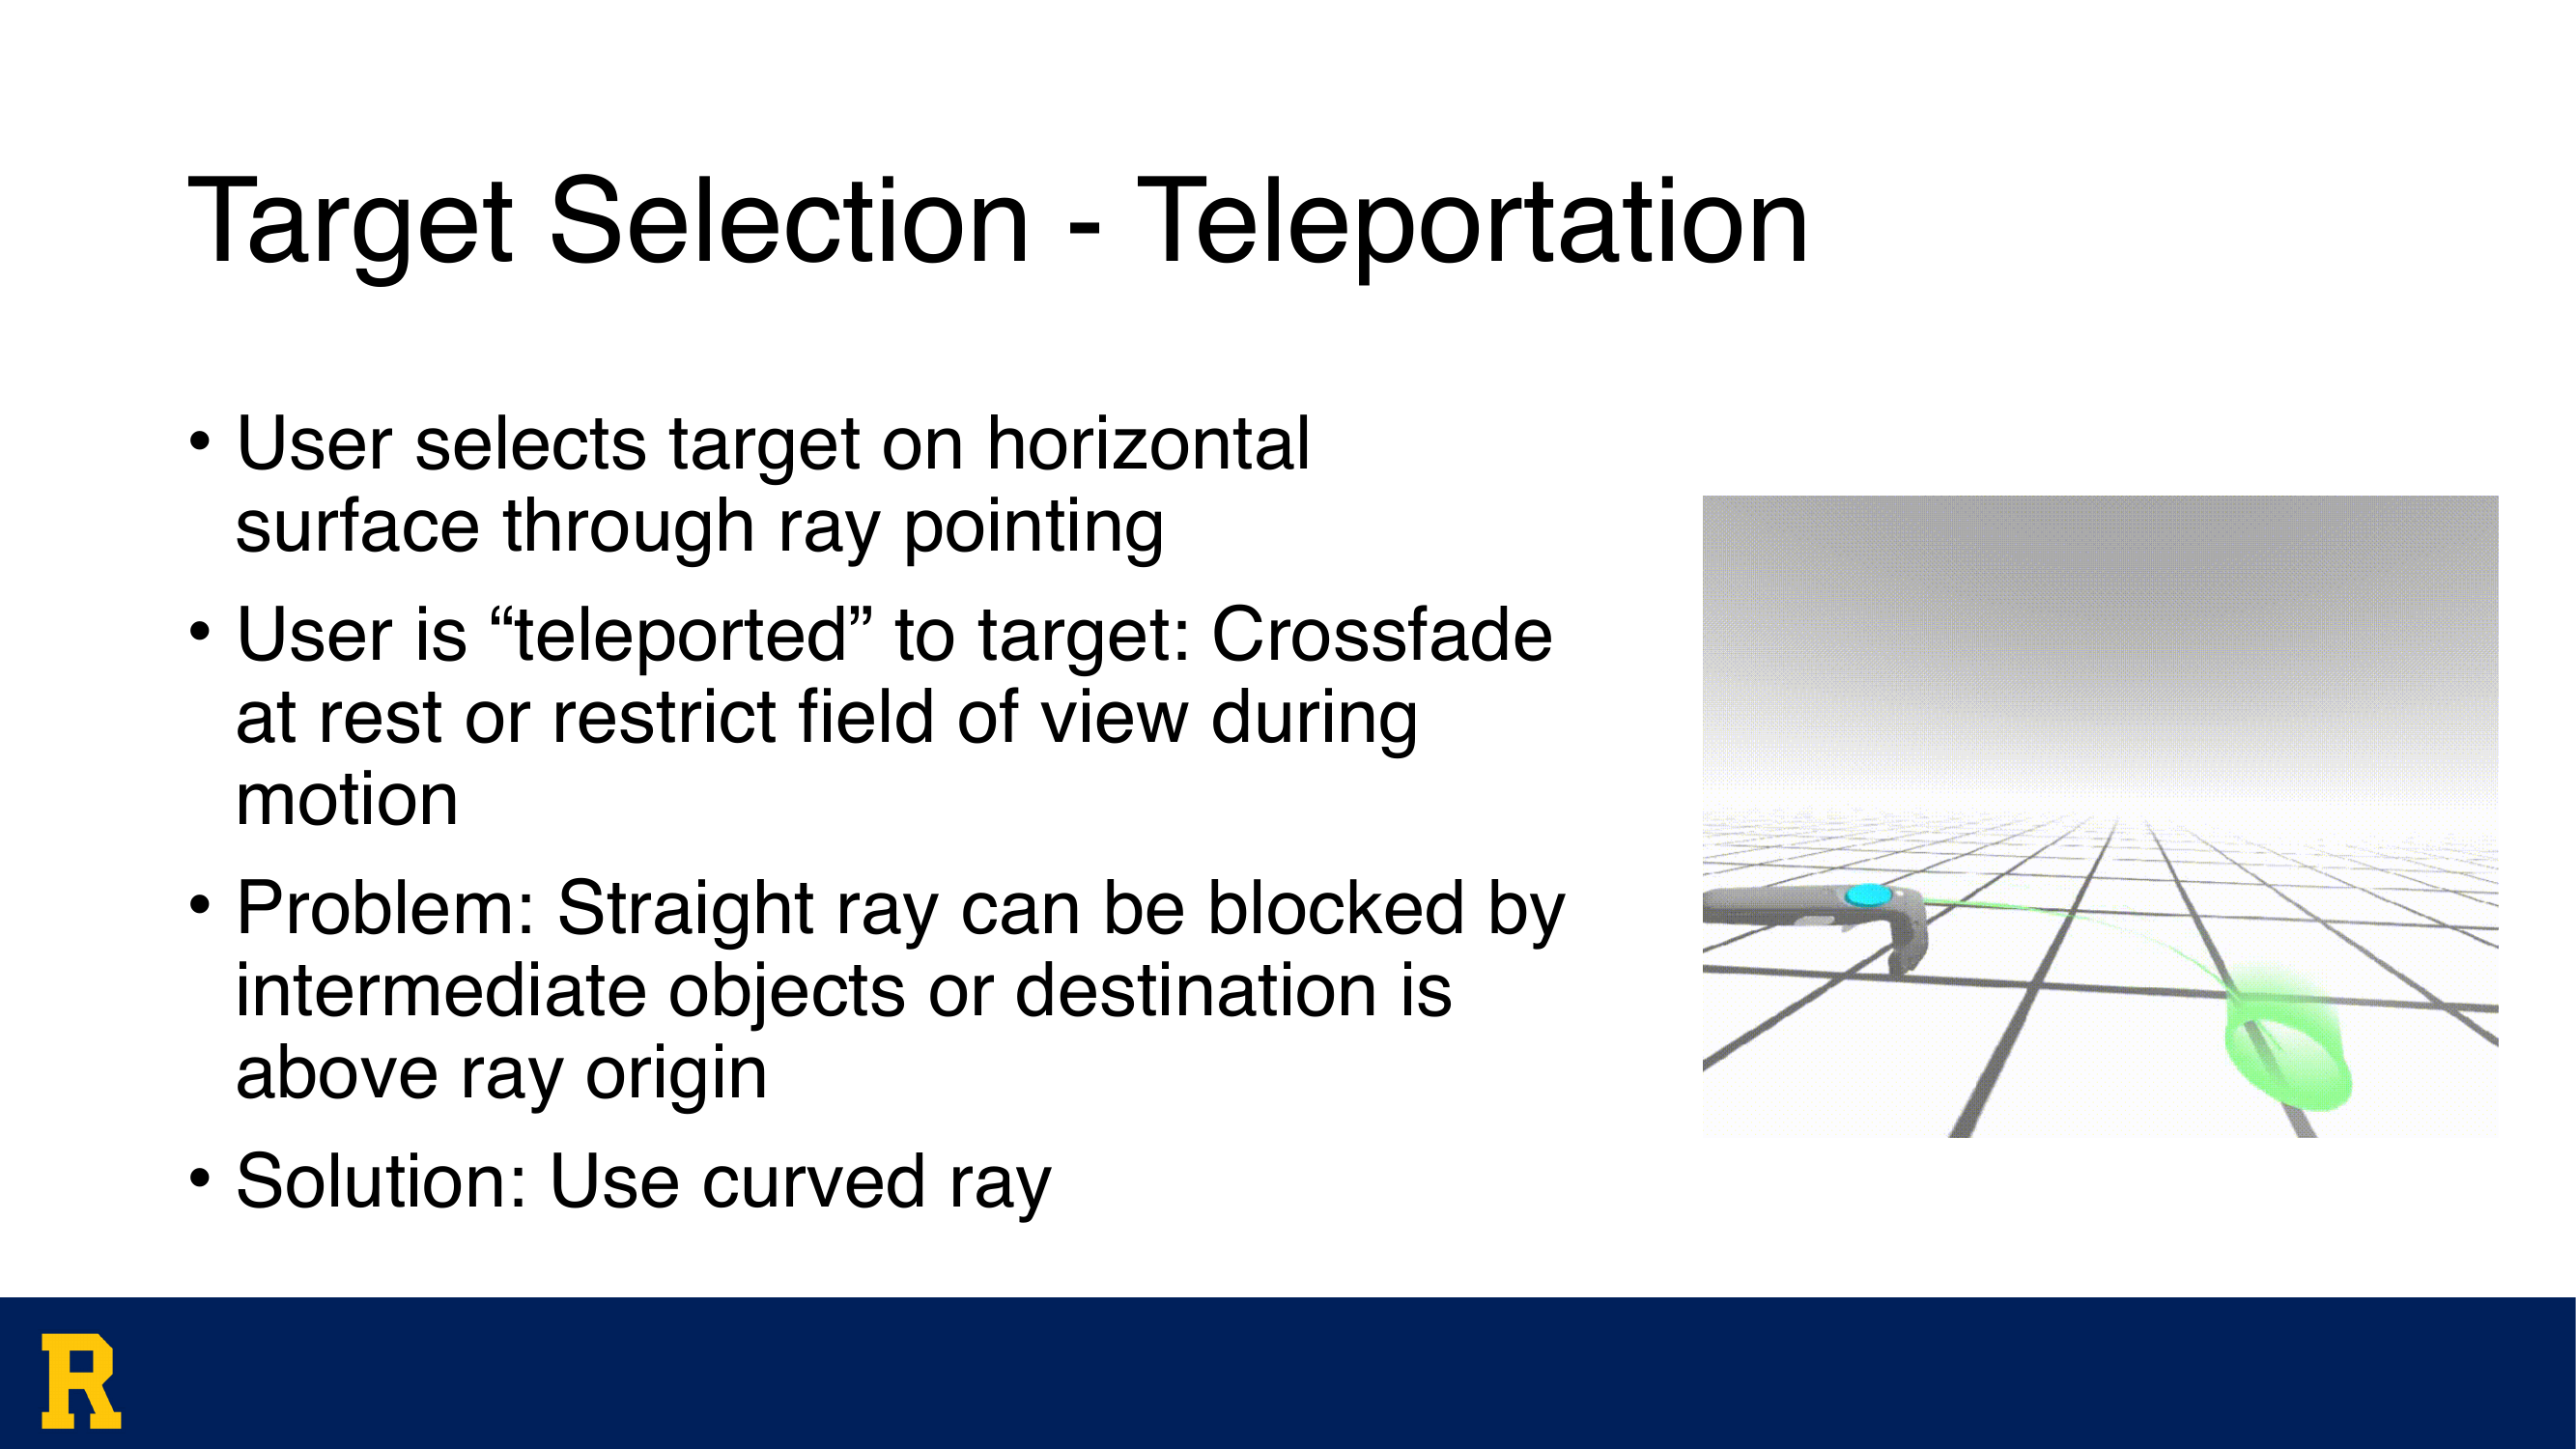 Target Selection - Teleportation
• User selects target on horizontal
surface through ray pointing
• User is “teleported” to target: Crossfade
at rest or restrict field of view during
motion
• Problem: Straight ray can be blocked by
intermediate objects or destination is
above ray origin
• Solution: Use curved ray
R